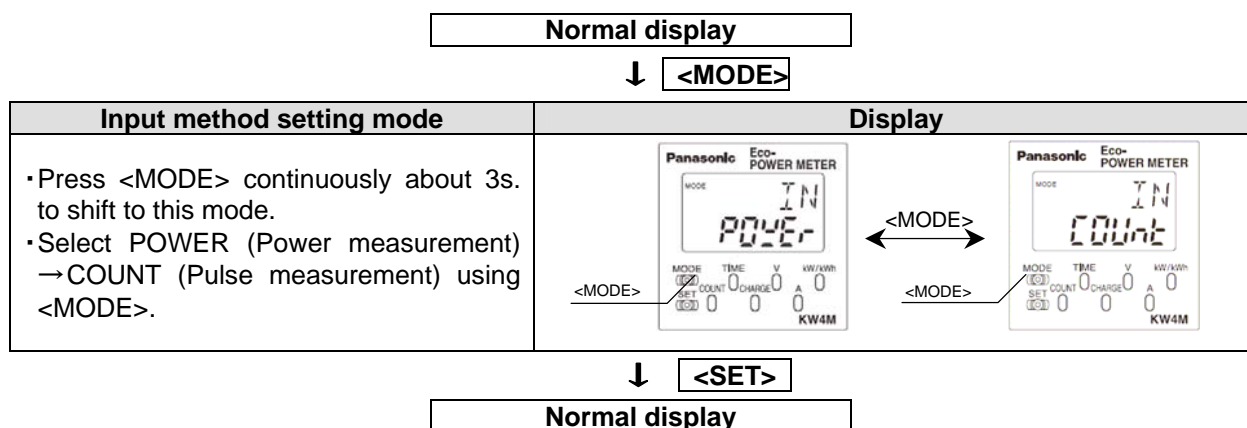 Normal display
↓ <MODE>
Input method setting mode
Display
・Press <MODE> continuously about 3s.
to shift to this mode.
・Select POWER (Power measurement)
→COUNT (Pulse measurement) using
<MODE>.
Panasonic Eco-
POWER METER
MODE
IN
POWEr
MODE TIME V kW/kWh
SET COUNT CHARGE A
KW4M
<MODE>
<MODE>
Panasonic Eco-
POWER METER
MODE
IN
COUnt
MODE TIME V kW/kWh
SET COUNT CHARGE A
KW4M
<MODE>
↓ <SET>
Normal display